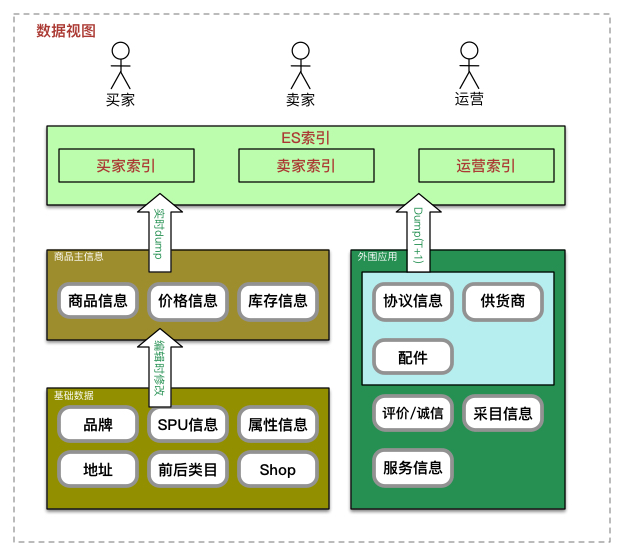 数据视图
买家
卖家
运营
ES索引
买家索引
卖家索引
运营索引
实时dump
Dump(T+1)
商品主信息
商品信息
价格信息
库存信息
编辑时修改
基础数据
品牌
SPU信息
属性信息
地址
前后类目
Shop
外围应用
协议信息
供货商
配件
评价/诚信
采目信息
服务信息